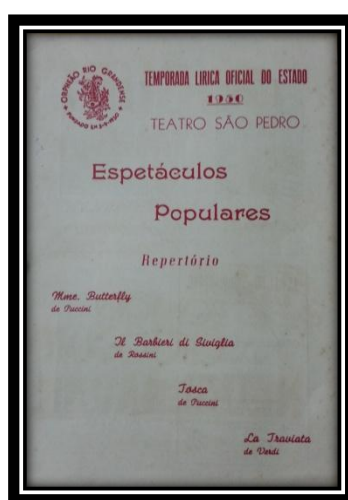 ORPHEÃO RIO GRANDENSE
TEMPORADA LIRICA OFICIAL DO ESTADO
1950
TEATRO SÃO PEDRO
Espetáculos
Populares
Repertório
Mme. Butterfly
de Puccini
Il Barbieri di Siviglia
de Rossini
Tosca
de Puccini
La Traviata
de Verdi